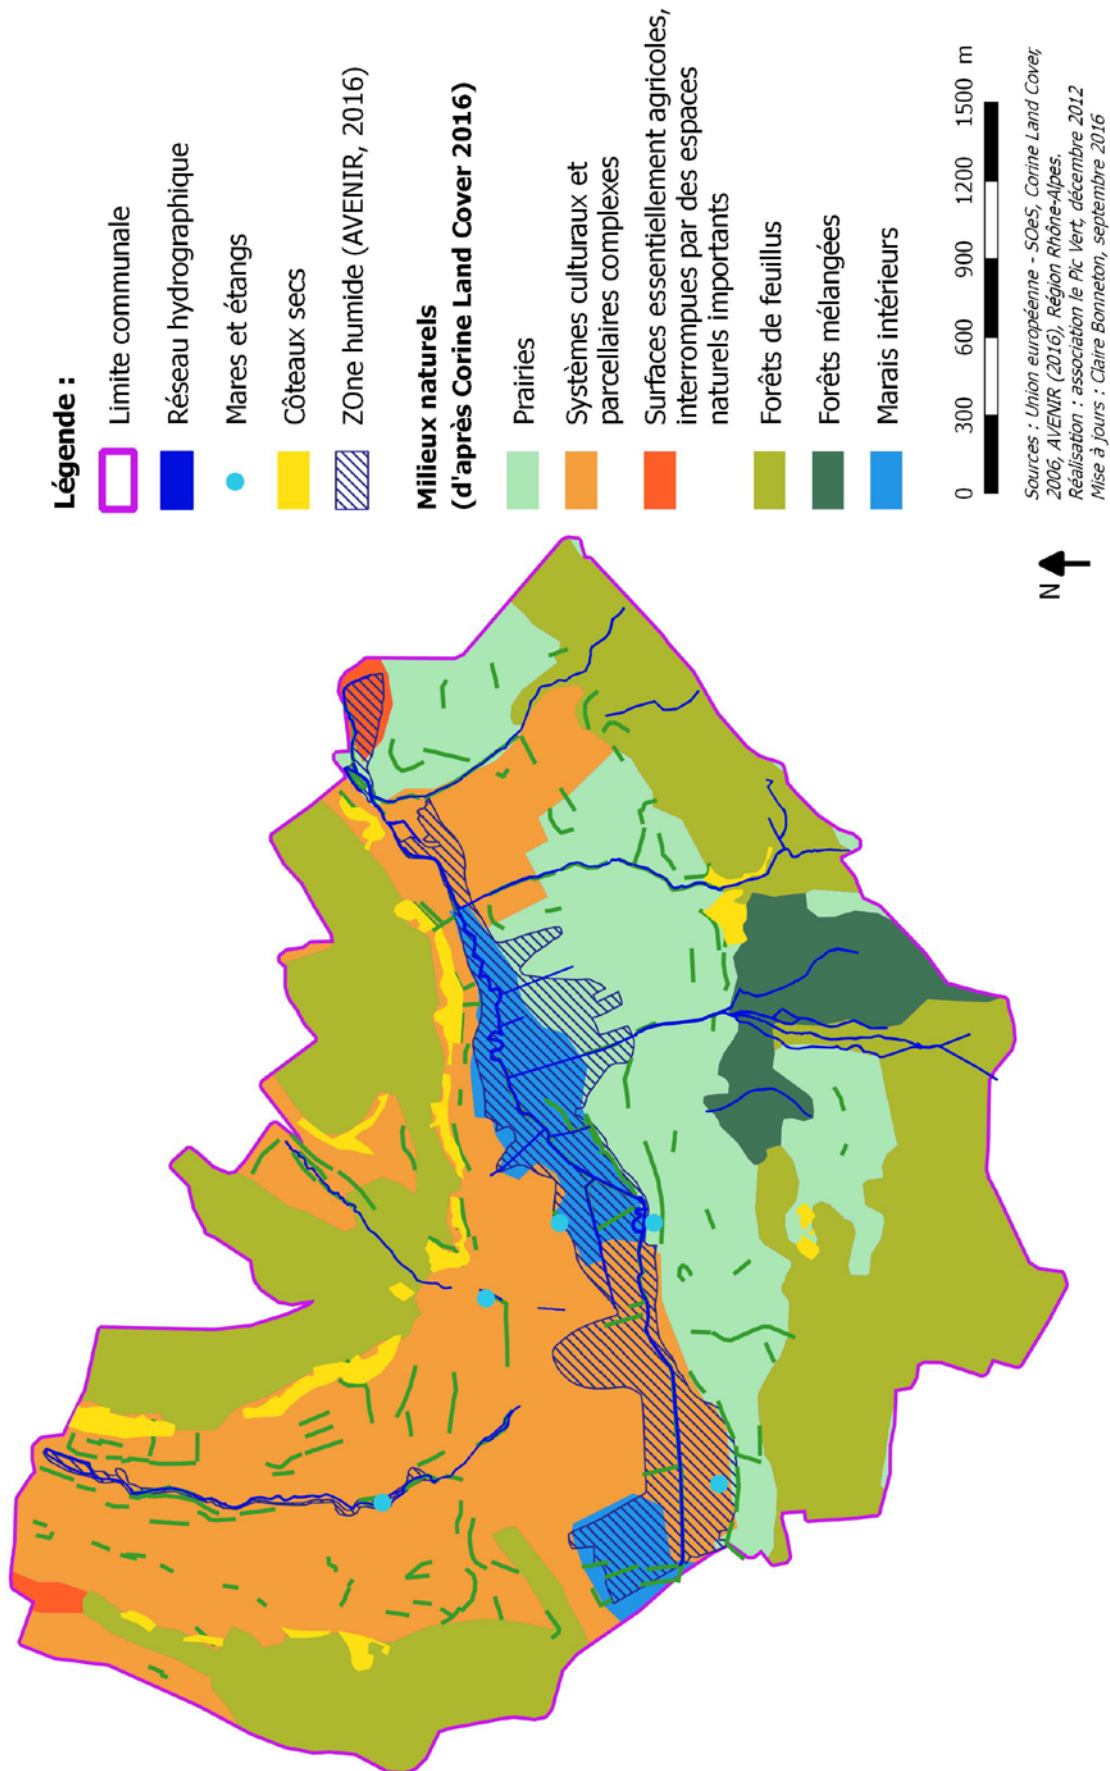 Légende :
Limite communale
Réseau hydrographique
Mares et étangs
Côteaux secs
ZOne humide (AVENIR, 2016)
Milieux naturels
(d'après Corine Land Cover 2016)
Prairies
Systèmes culturaux et
parcellaires complexes
Surfaces essentiellement agricoles,
interrompues par des espaces
naturels importants
Forêts de feuillus
Forêts mélangées
Marais intérieurs
0 300 600 900 1200 1500 m
N
Sources : Union européenne - SOeS, Corine Land Cover,
2006, AVENIR (2016), Région Rhône-Alpes.
Réalisation : association le Pic Vert, décembre 2012
Mise à jours : Claire Bonneton, septembre 2016